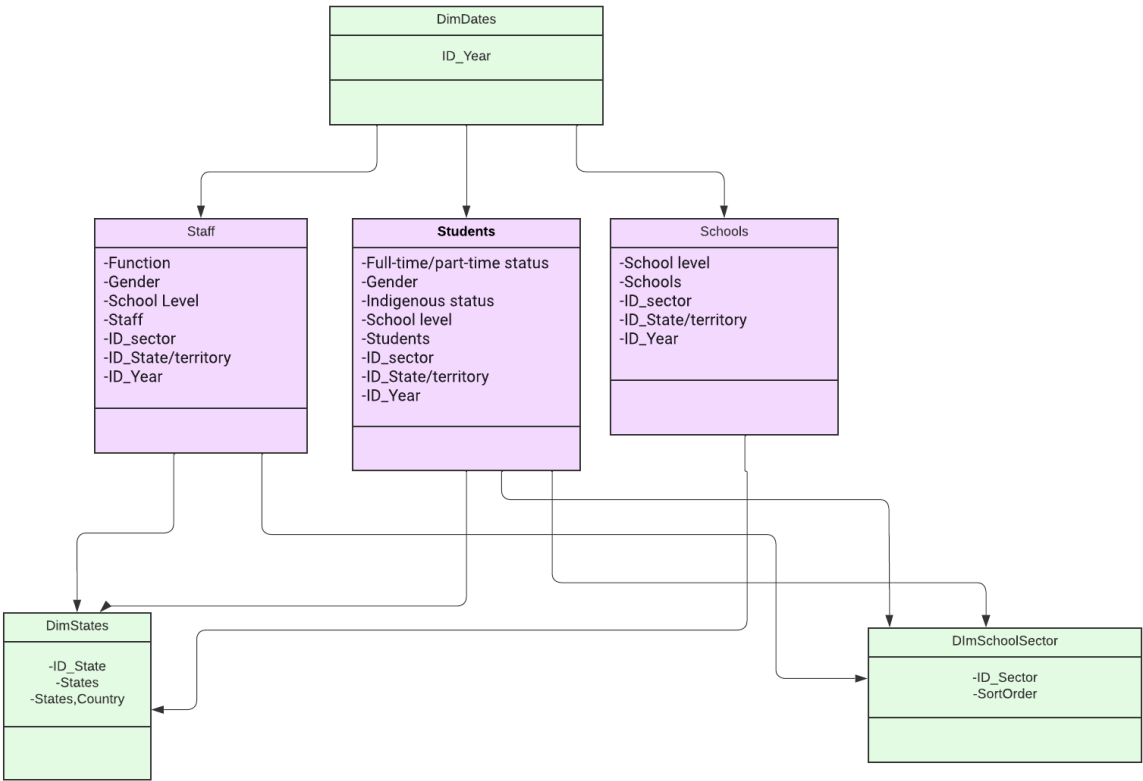 DimDates
ID_Year
Staff
-Function
-Gender
-School Level
-Staff
-ID_sector
-ID_State/territory
-ID_Year
Students
-Full-time/part-time status
-Gender
-Indigenous status
-School level
-Students
-ID_sector
-ID_State/territory
-ID_Year
Schools
-School level
-Schools
-ID_sector
-ID_State/territory
-ID_Year
DimStates
-ID_State
-States
-States,Country
DImSchoolSector
-ID_Sector
-SortOrder